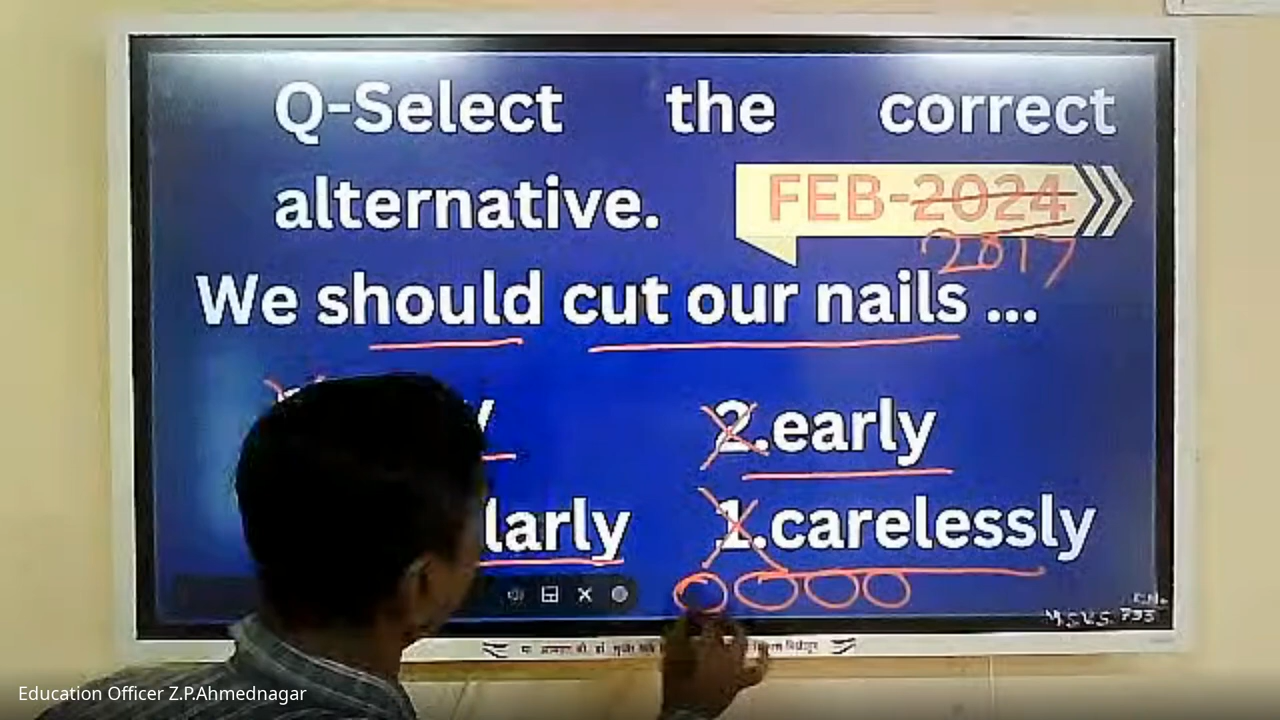 Q-Select the correct
alternative.
FEB-2024
2017
We should cut our nails ...
2.early
larly
1.carelessly
Education Officer Z.P.Ahmednagar